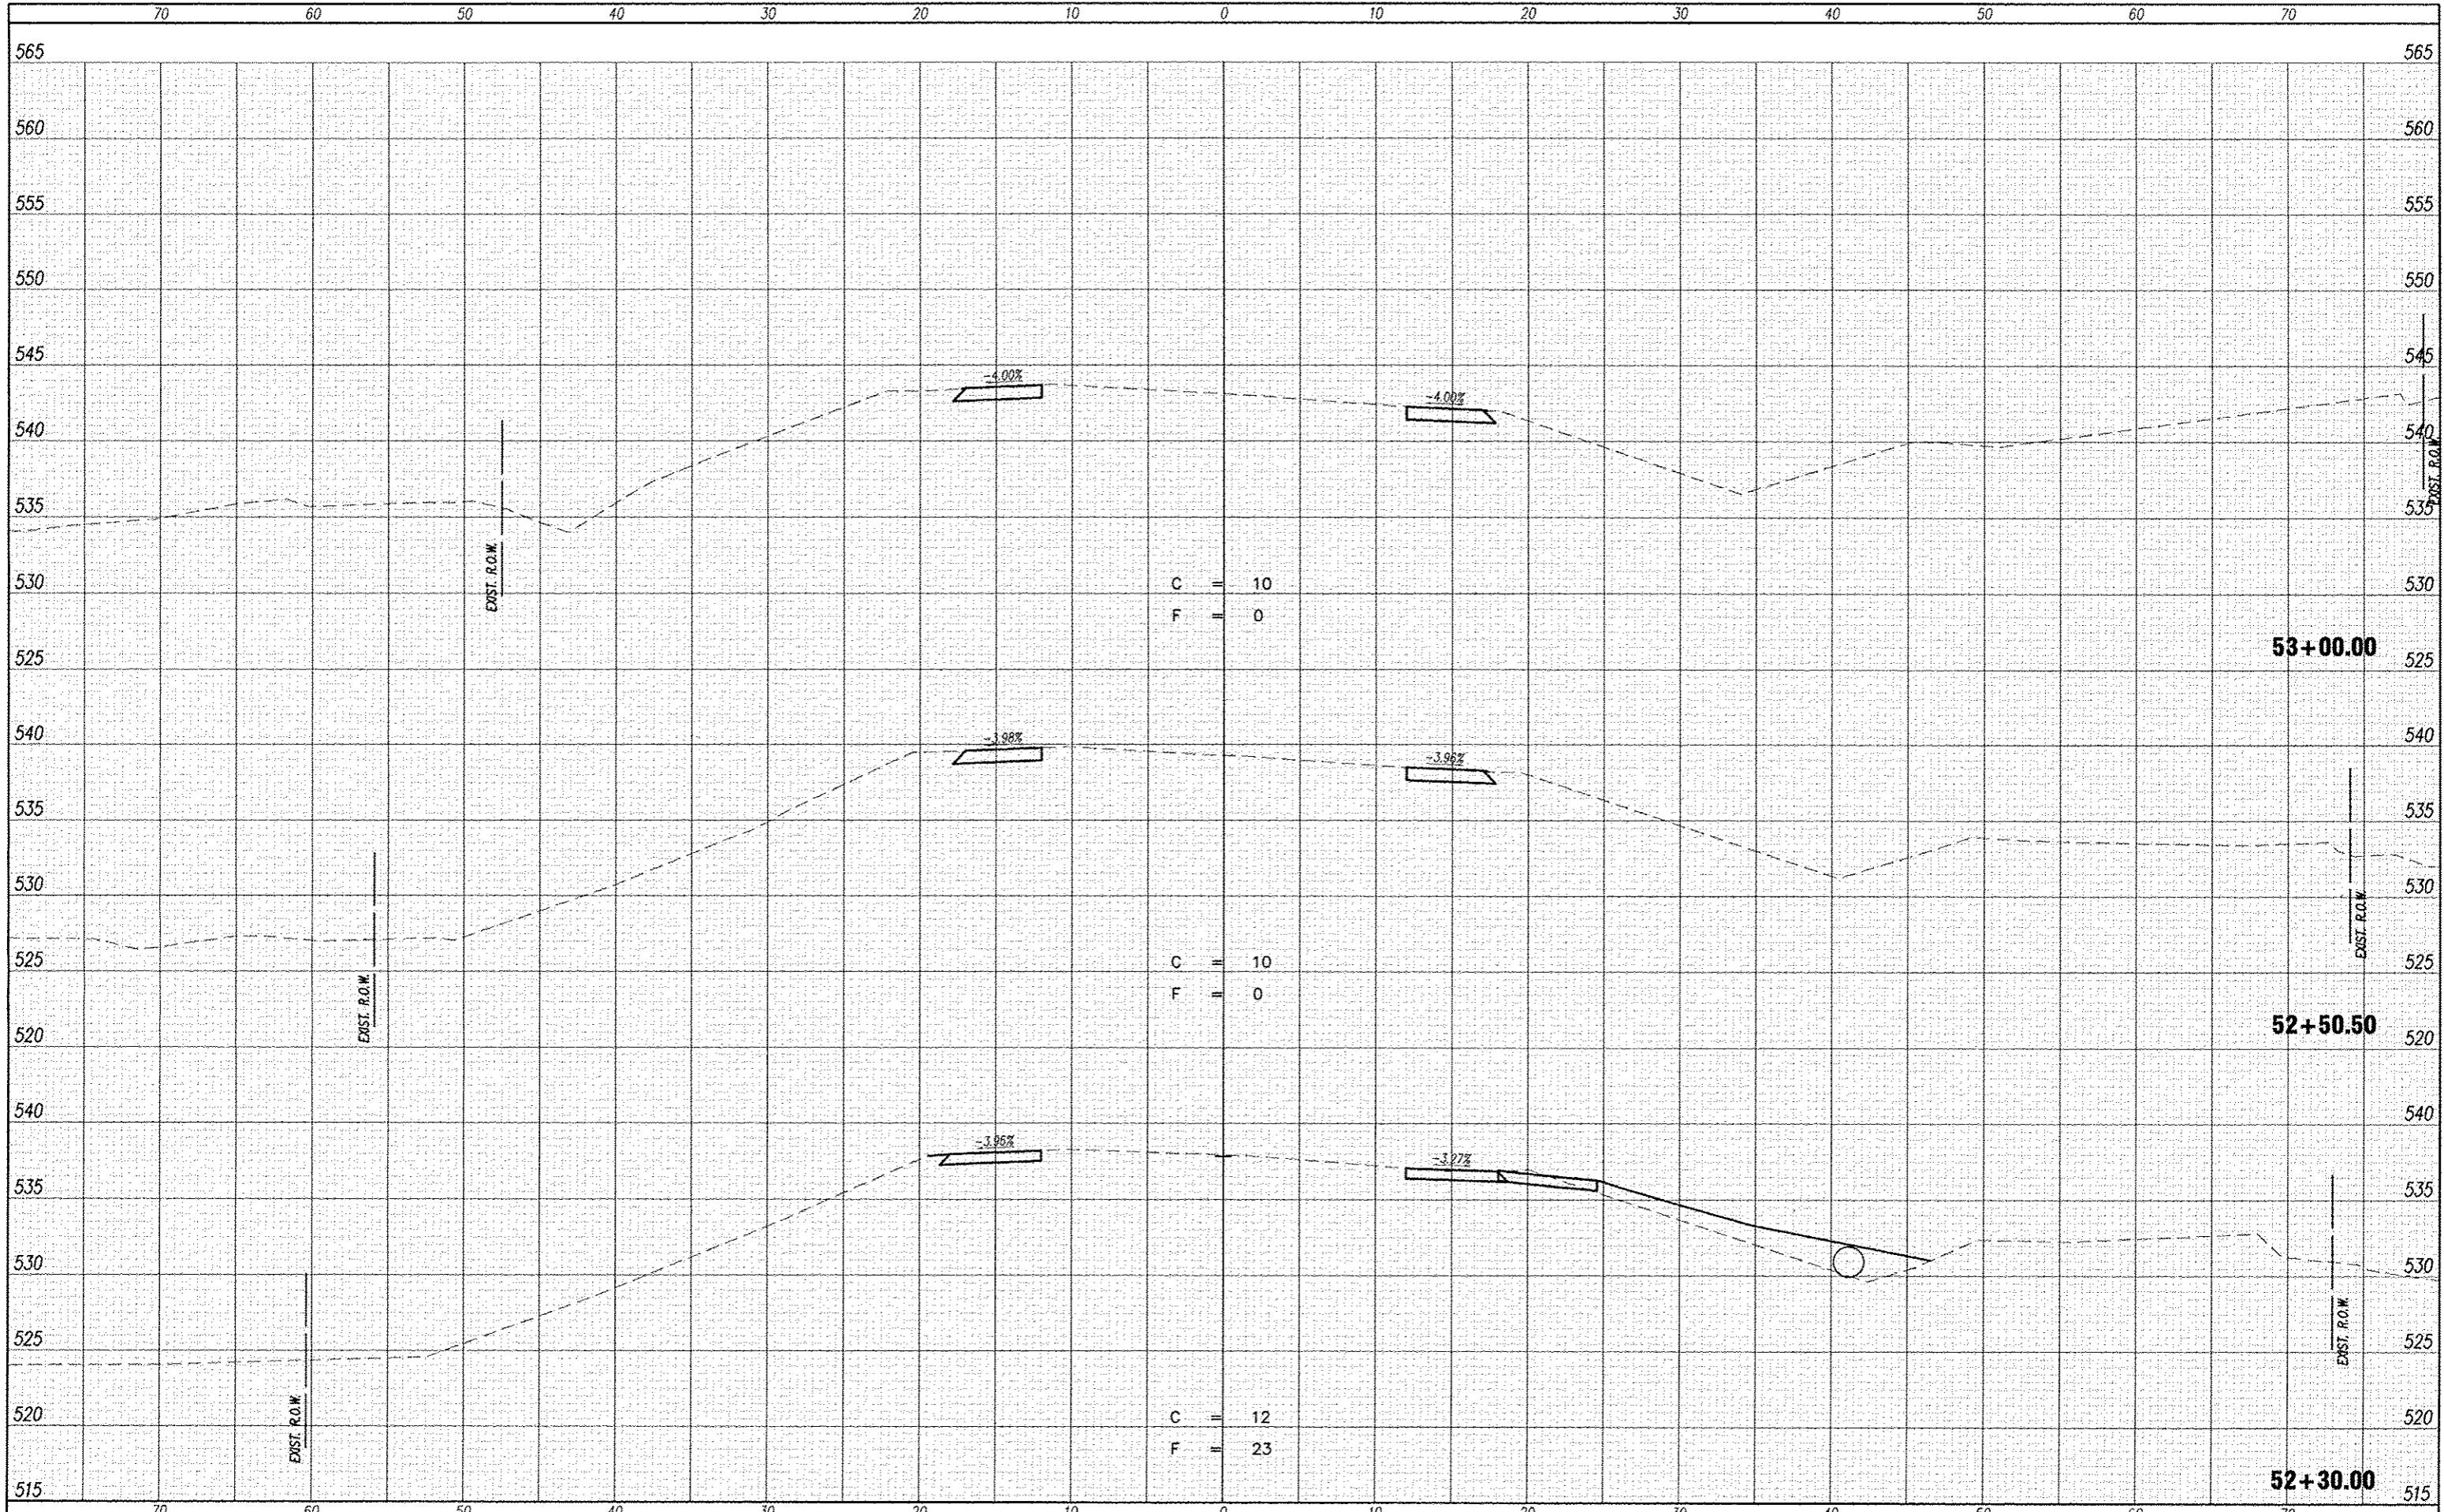 70 60 50 40 30 20 10 0 10 20 30 40 50 60 70
565 565
560 560
555 555
550 550
545 545
-4.00%
-4.00%
540 540
EXIST. R.O.W.
535 535
EXIST. R.O.W.
530 530
C = 10
F = 0
53+00.00
525 525
540 540
-3.98%
-3.96%
535 535
530 530
EXIST. R.O.W.
525 525
C = 10
F = 0
EXIST. R.O.W.
52+50.50
520 520
540 540
-3.95%
-3.27%
535 535
530 530
EXIST. R.O.W.
525 525
520 520
C = 12
F = 23
EXIST. R.O.W.
52+30.00
515 515
70 60 50 40 30 20 10 0 10 20 30 40 50 60 70